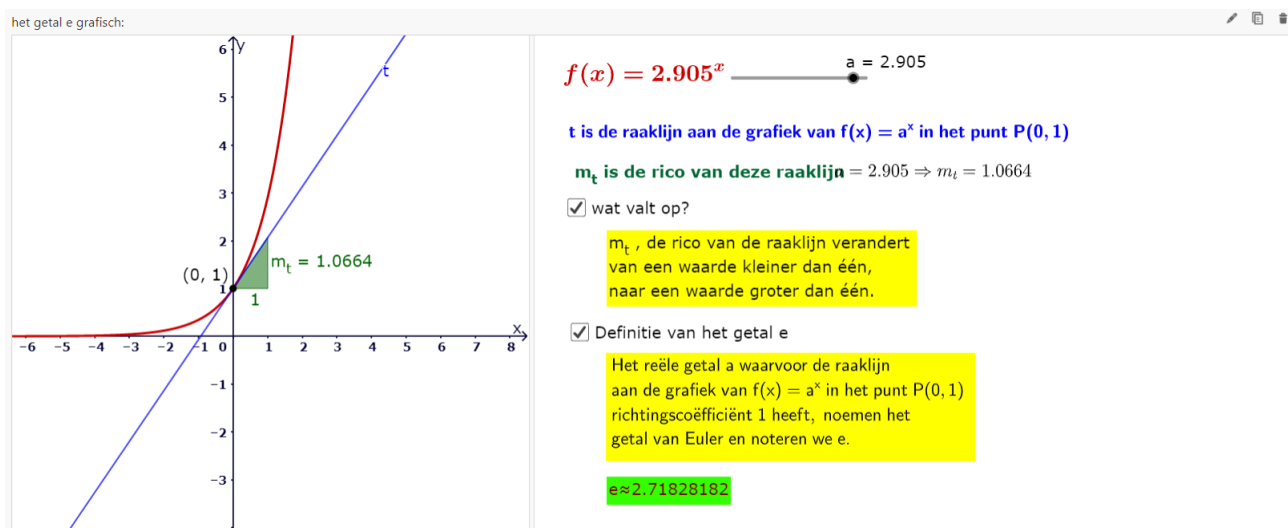 het getal e grafisch:
y
6
5
4
3
2
1
-1
-2
-3
t
(0, 1)
m_t = 1.0664
1
x
-6 -5 -4 -3 -2 -1 0 1 2 3 4 5 6 7 8
f(x) = 2.905^x
a = 2.905
t is de raaklijn aan de grafiek van f(x) = a^x in het punt P(0, 1)
m_t is de rico van deze raaklijn = 2.905 ⇒ m_t = 1.0664
wat valt op?
m_t , de rico van de raaklijn verandert
van een waarde kleiner dan één,
naar een waarde groter dan één.
Definitie van het getal e
Het reële getal a waarvoor de raaklijn
aan de grafiek van f(x) = a^x in het punt P(0, 1)
richtingscoëfficiënt 1 heeft, noemen het
getal van Euler en noteren we e.
e≈2.71828182